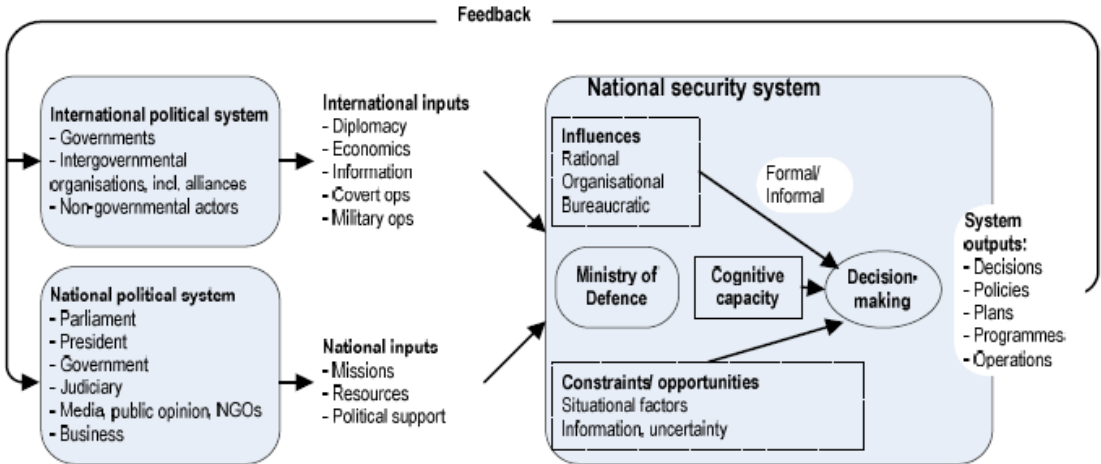 Feedback
International political system
- Governments
- Intergovernmental
organisations, incl. alliances
- Non-governmental actors
International inputs
- Diplomacy
- Economics
- Information
- Covert ops
- Military ops
National political system
- Parliament
- President
- Government
- Judiciary
- Media, public opinion, NGOs
- Business
National inputs
- Missions
- Resources
- Political support
National security system
Influences
Rational
Organisational
Bureaucratic
Formal/
Informal
Ministry of
Defence
Cognitive
capacity
Decision-
making
Constraints/ opportunities
Situational factors
Information, uncertainty
System
outputs:
- Decisions
- Policies
- Plans
- Programmes
- Operations